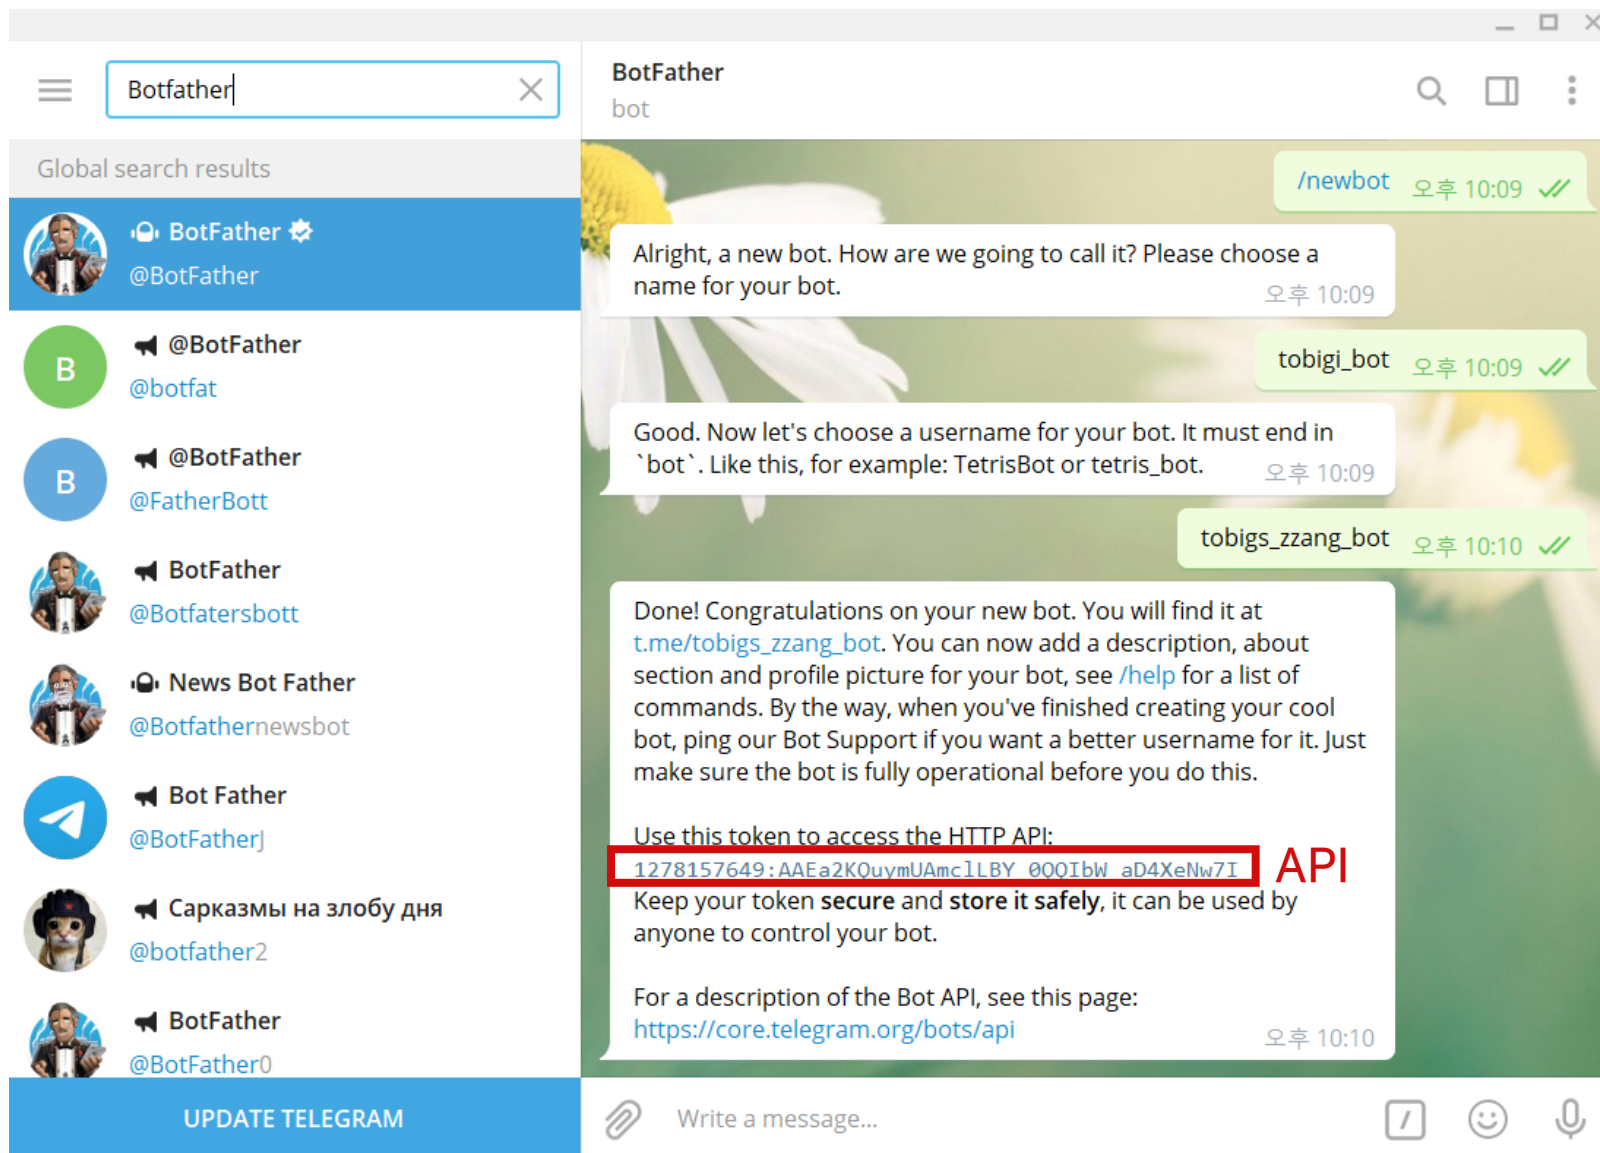 Botfather
Global search results
BotFather
@BotFather
B
@BotFather
@botfat
B
@BotFather
@FatherBott
BotFather
@Botfatersbott
News Bot Father
@Botfathernewsbot
Bot Father
@BotFatherJ
Сарказмы на злобу дня
@botfather2
BotFather
@BotFather0
UPDATE TELEGRAM
BotFather
bot
/newbot 오후 10:09
Alright, a new bot. How are we going to call it? Please choose a
name for your bot.
오후 10:09
tobigi_bot 오후 10:09
Good. Now let's choose a username for your bot. It must end in
`bot`. Like this, for example: TetrisBot or tetris_bot.
오후 10:09
tobigs_zzang_bot 오후 10:10
Done! Congratulations on your new bot. You will find it at
t.me/tobigs_zzang_bot. You can now add a description, about
section and profile picture for your bot, see /help for a list of
commands. By the way, when you've finished creating your cool
bot, ping our Bot Support if you want a better username for it. Just
make sure the bot is fully operational before you do this.
Use this token to access the HTTP API:
1278157649:AAEa2KQuymUAmclLBY 0QQIbW aD4XeNw7I API
Keep your token secure and store it safely, it can be used by
anyone to control your bot.
For a description of the Bot API, see this page:
https://core.telegram.org/bots/api
오후 10:10
Write a message...